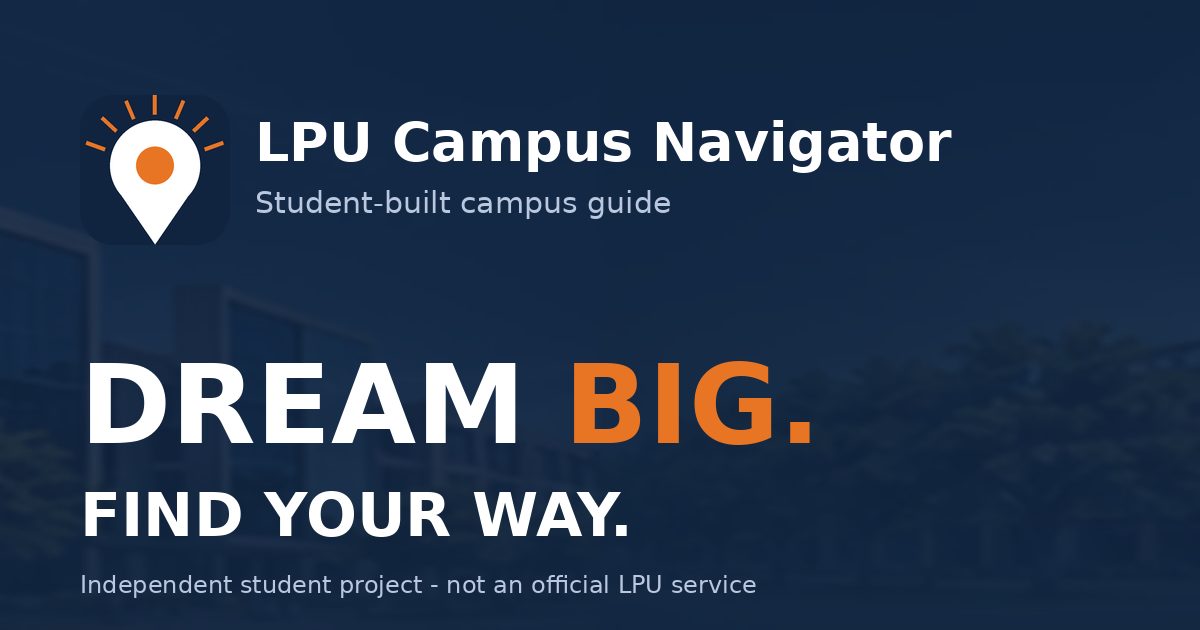 LPU Campus Navigator
Student-built campus guide
DREAM BIG.
FIND YOUR WAY.
Independent student project - not an official LPU service